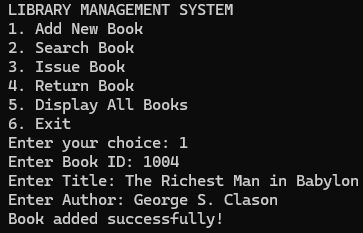 LIBRARY MANAGEMENT SYSTEM
1. Add New Book
2. Search Book
3. Issue Book
4. Return Book
5. Display All Books
6. Exit
Enter your choice: 1
Enter Book ID: 1004
Enter Title: The Richest Man in Babylon
Enter Author: George S. Clason
Book added successfully!